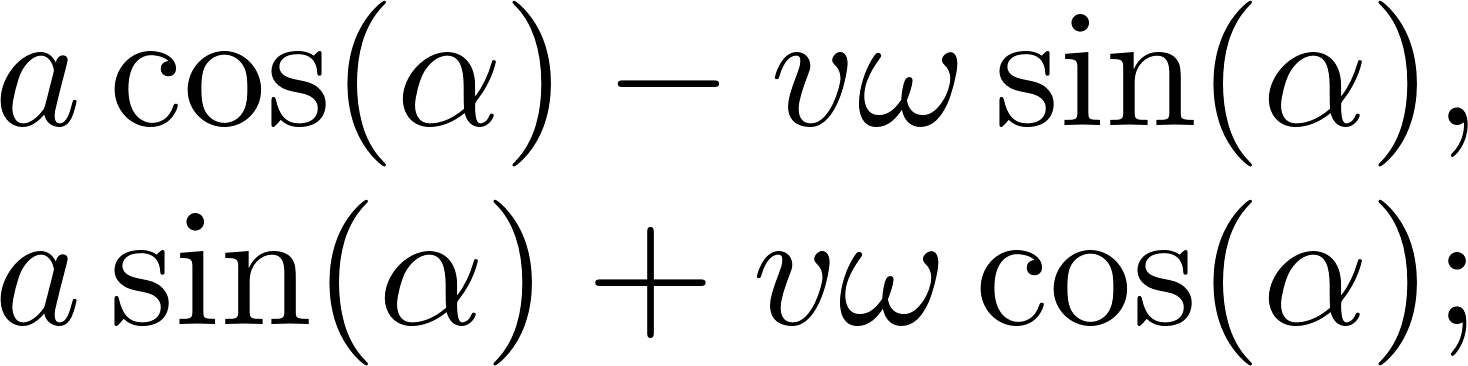 a cos(α) − vω sin(α),
a sin(α) + vω cos(α);